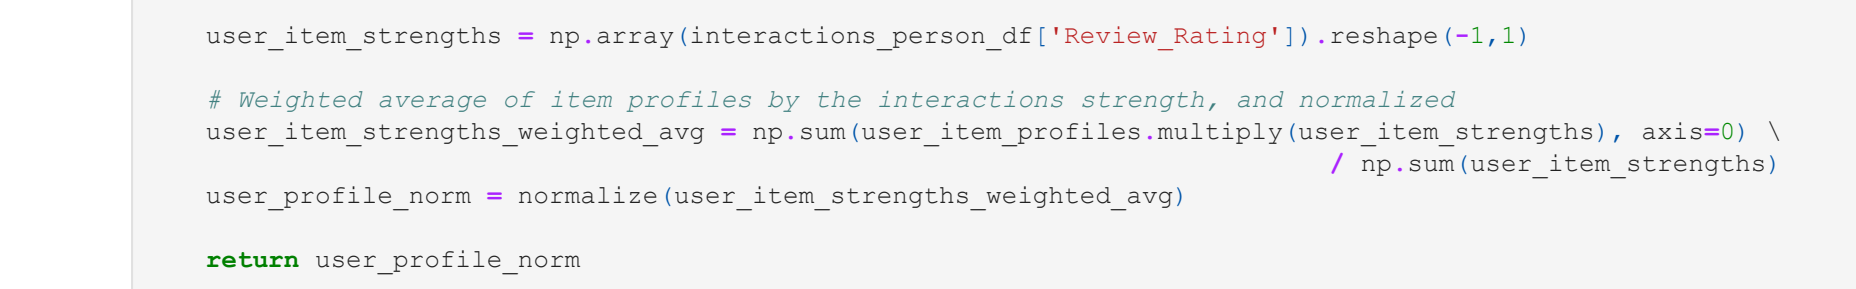 user_item_strengths = np.array(interactions_person_df['Review_Rating']).reshape(-1,1)
# Weighted average of item profiles by the interactions strength, and normalized
user_item_strengths_weighted_avg = np.sum(user_item_profiles.multiply(user_item_strengths), axis=0) \
/ np.sum(user_item_strengths)
user_profile_norm = normalize(user_item_strengths_weighted_avg)
return user_profile_norm